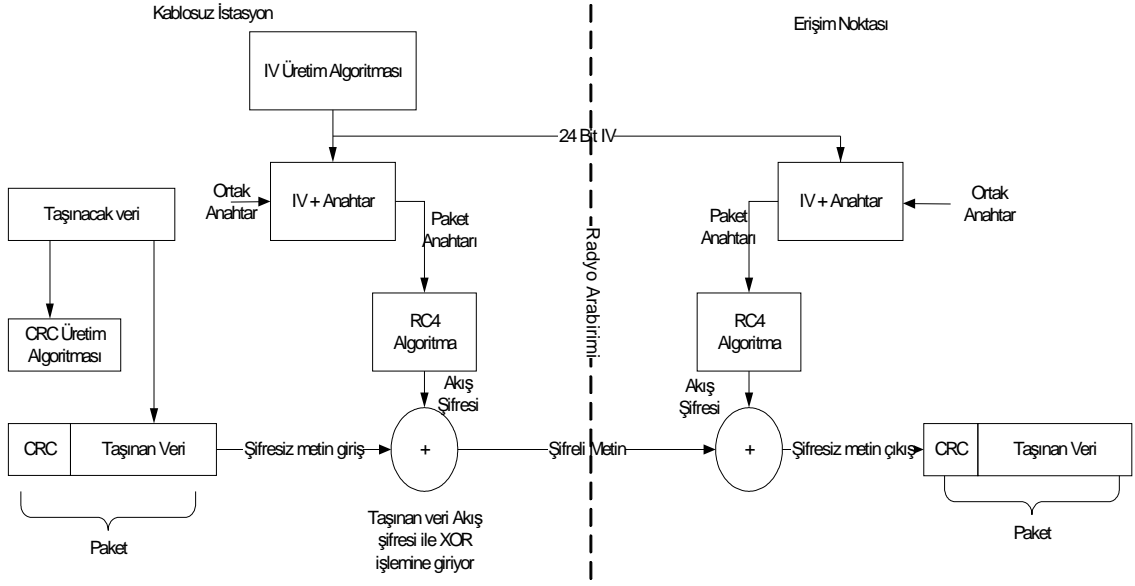 Kablosuz İstasyon
Erişim Noktası
IV Üretim Algoritması
24 Bit IV
Ortak
Anahtar
IV + Anahtar
IV + Anahtar
Ortak
Anahtar
Taşınacak veri
Paket
Anahtarı
Paket
Anahtarı
Radyo Arabirimi
CRC Üretim
Algoritması
RC4
Algoritma
RC4
Algoritma
Akış
Şifresi
Akış
Şifresi
CRC
Taşınan Veri
Şifresiz metin giriş
+
Şifreli Metin
+
Şifresiz metin çıkış
CRC
Taşınan Veri
Paket
Taşınan veri Akış
şifresi ile XOR
işlemine giriyor
Paket